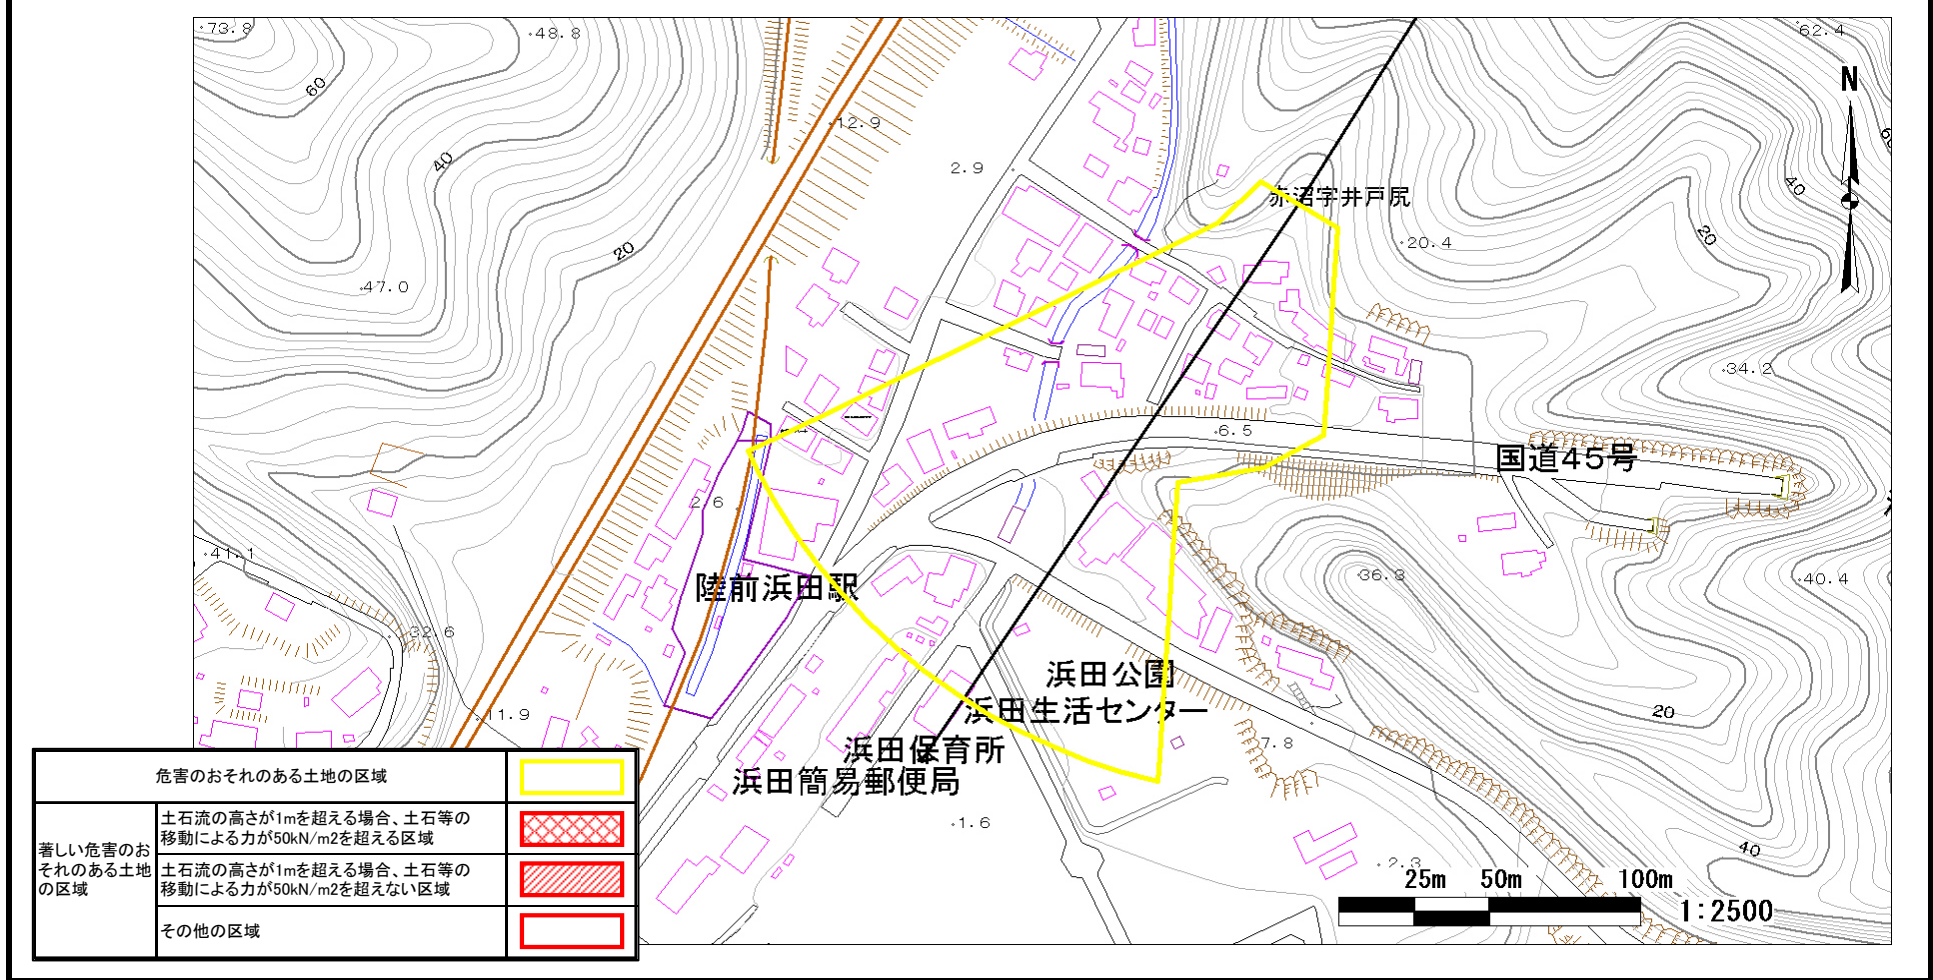 73.8
48.8
62.4
N
60
12.9
40
2.9
40
赤沼字井戸尻
20
20.4
20
47.0
34.2
6.5
国道45号
2.6
41.1
36.3
40.4
陸前浜田駅
32.6
浜田公園
浜田生活センター
20
11.9
7.8
浜田保育所
浜田簡易郵便局
1.6
40
2.3
25m 50m 100m
1:2500
危害のおそれのある土地の区域
著しい危害のお
それのある土地
の区域
土石流の高さが1mを超える場合、土石等の
移動による力が50kN/m2を超える区域
土石流の高さが1mを超える場合、土石等の
移動による力が50kN/m2を超えない区域
その他の区域